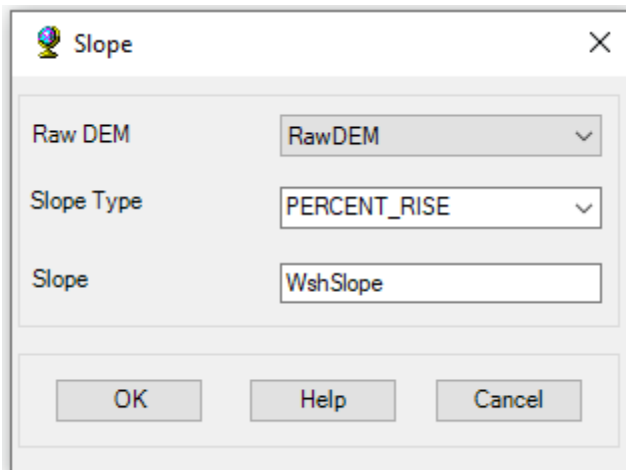 Slope
Raw DEM RawDEM
Slope Type PERCENT_RISE
Slope WshSlope
OK Help Cancel